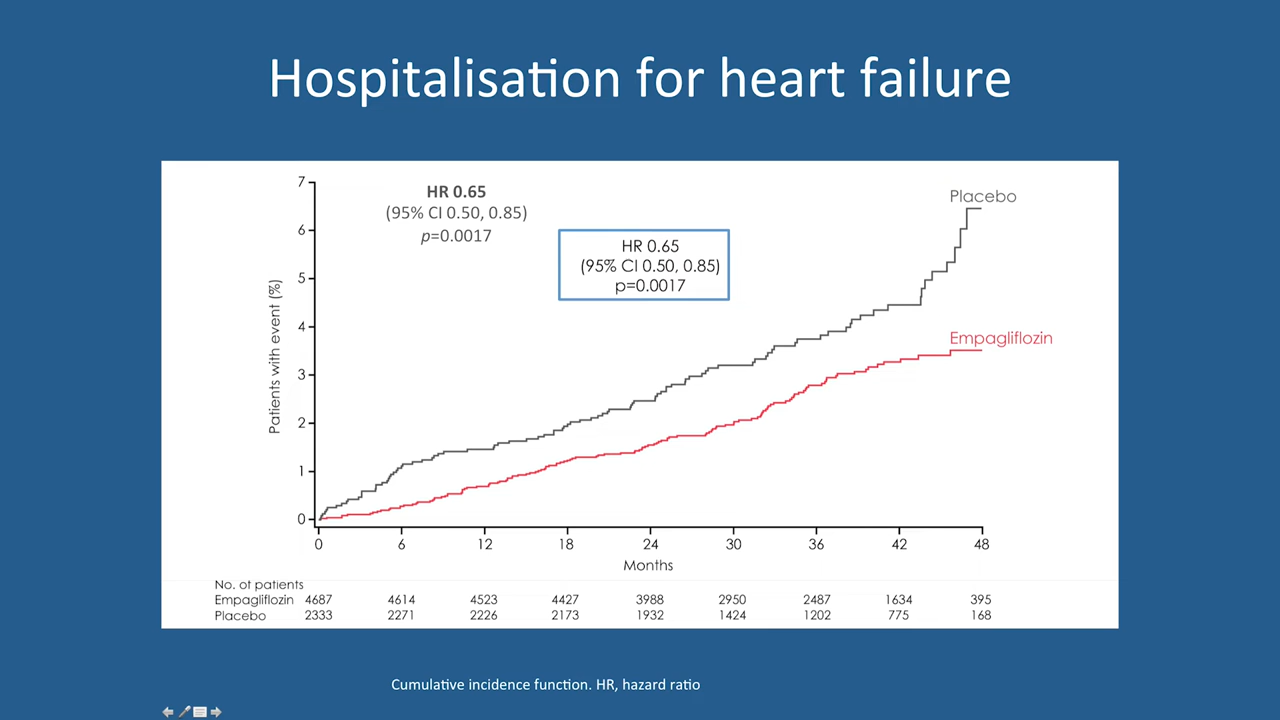 Hospitalisation for heart failure
HR 0.65
(95% CI 0.50, 0.85)
p=0.0017
HR 0.65
(95% CI 0.50, 0.85)
p=0.0017
Placebo
Empagliflozin
Patients with event (%)
7
6
5
4
3
2
1
0
0 6 12 18 24 30 36 42 48
Months
No. of patients
Empagliflozin 4687 4614 4523 4427 3988 2950 2487 1634 395
Placebo 2333 2271 2226 2173 1932 1424 1202 775 168
Cumulative incidence function. HR, hazard ratio